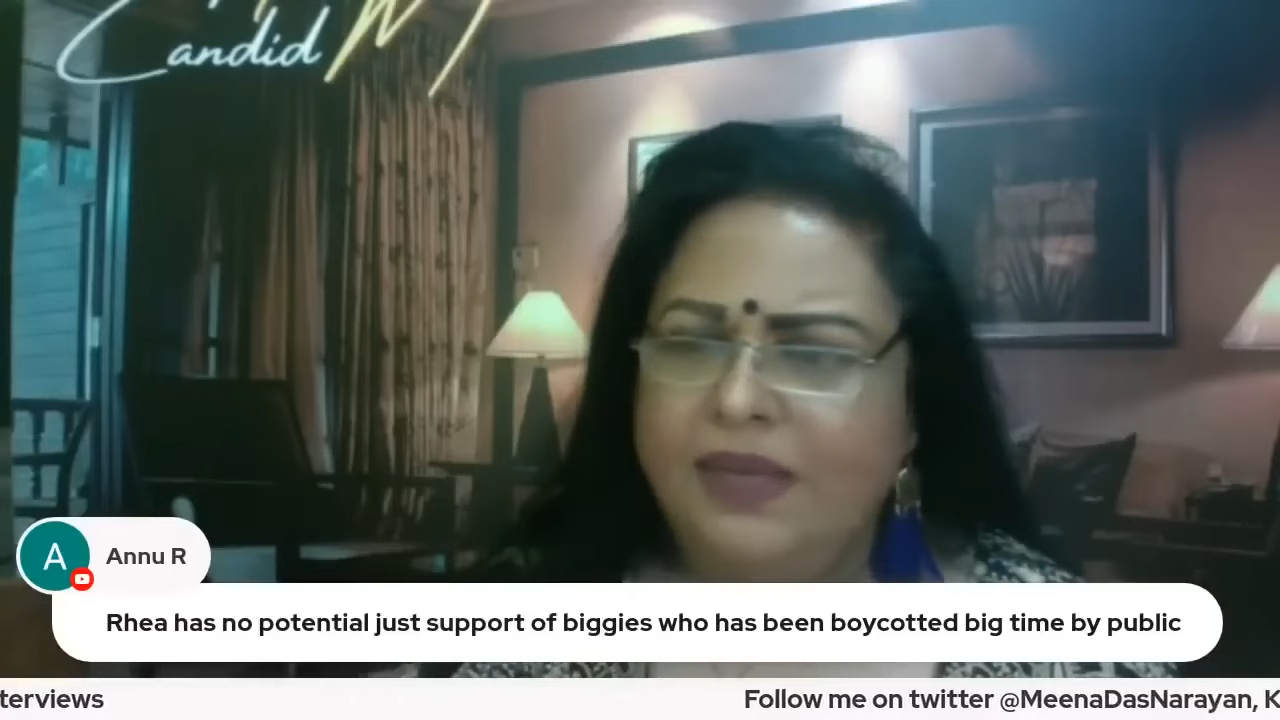 Candid M
Annu R
Rhea has no potential just support of biggies who has been boycotted big time by public
terviews
Follow me on twitter @MeenaDasNarayan, K